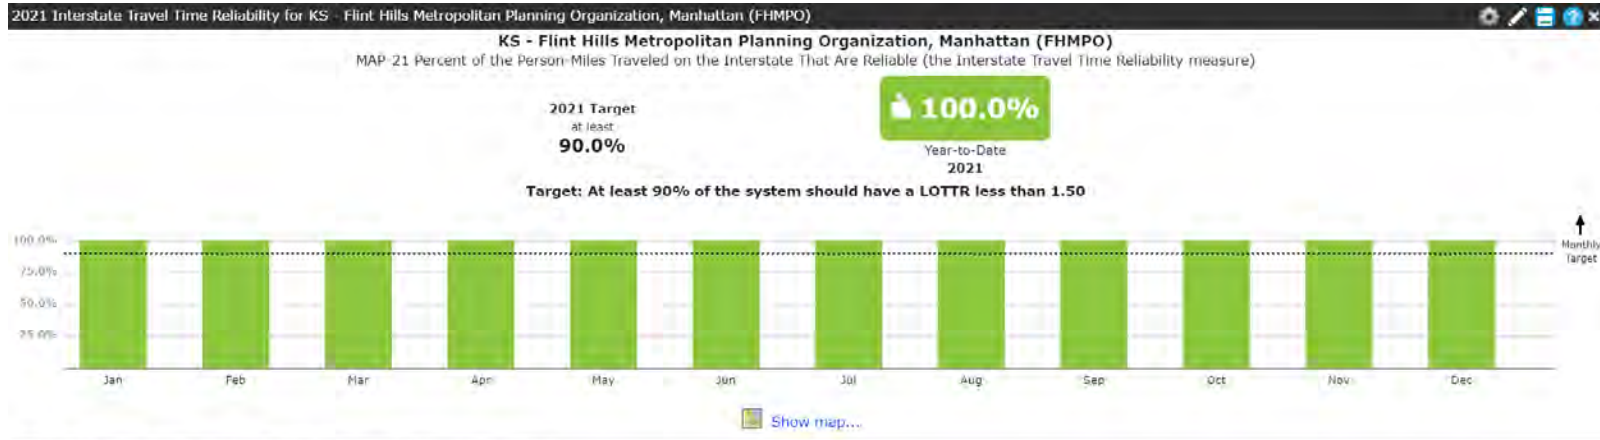 2021 Interstate Travel Time Reliability for KS - Flint Hills Metropolitan Planning Organization, Manhattan (FHMPO)
KS - Flint Hills Metropolitan Planning Organization, Manhattan (FHMPO)
MAP-21 Percent of the Person-Miles Traveled on the Interstate That Are Reliable (the Interstate Travel Time Reliability measure)
2021 Target
at least
90.0%
100.0%
Year-to-Date
2021
Target: At least 90% of the system should have a LOTTR less than 1.50
100.0%
75.0%
50.0%
25.0%
Monthly
Target
Jan Feb Mar Apr May Jun Jul Aug Sep Oct Nov Dec
Show map...